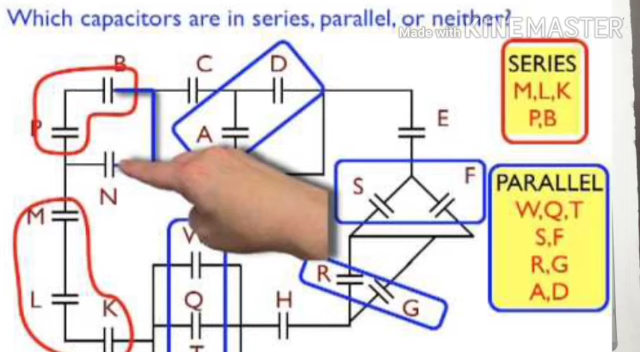 Which capacitors are in series, parallel, or neither?
Made with KINEMASTER
B C D
SERIES
M,L,K
P,B
P
A
E
N
S F
PARALLEL
W,Q,T
S,F
R,G
A,D
M
W
R
L
K
Q
H
G
T